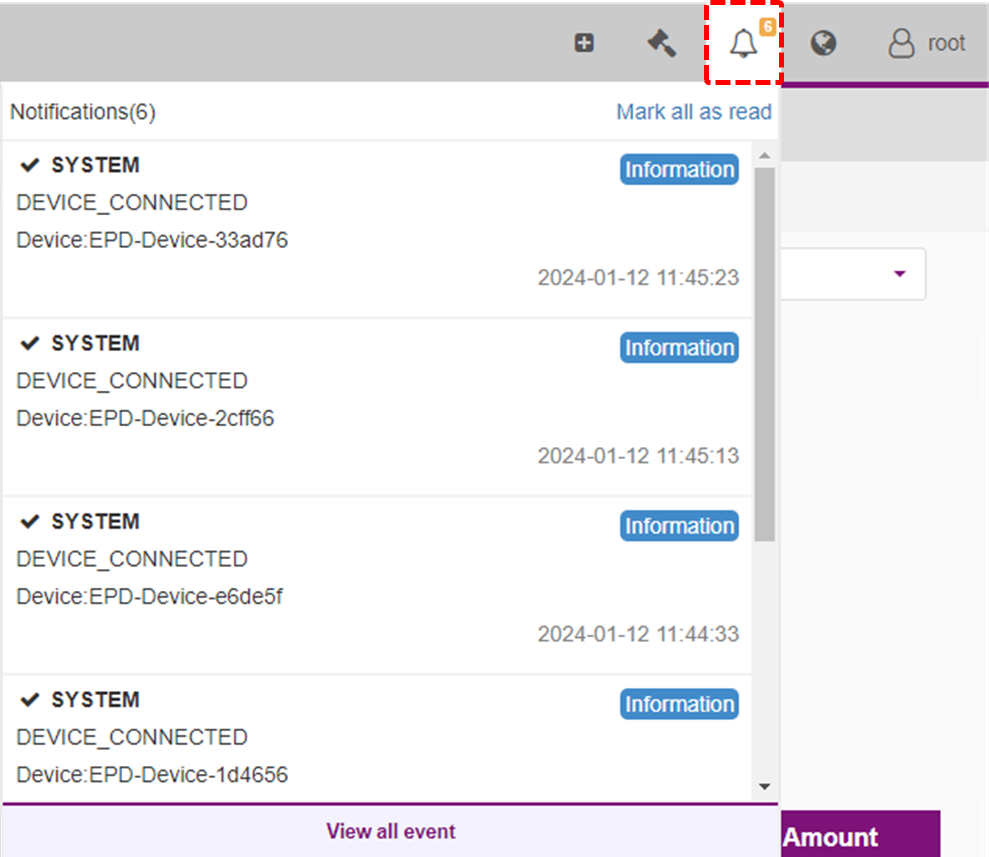 6
root
Notifications(6)
Mark all as read
SYSTEM
Information
DEVICE_CONNECTED
Device:EPD-Device-33ad76
2024-01-12 11:45:23
SYSTEM
Information
DEVICE_CONNECTED
Device:EPD-Device-2cff66
2024-01-12 11:45:13
SYSTEM
Information
DEVICE_CONNECTED
Device:EPD-Device-e6de5f
2024-01-12 11:44:33
SYSTEM
Information
DEVICE_CONNECTED
Device:EPD-Device-1d4656
View all event
Amount